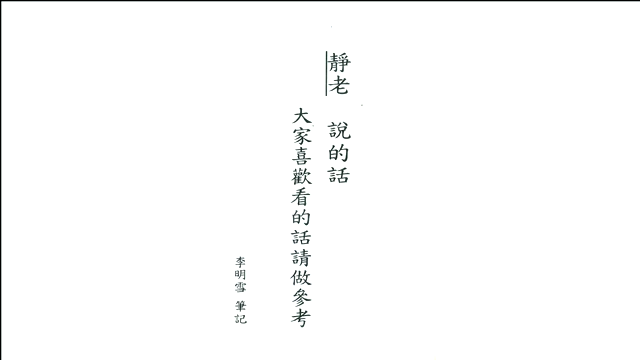 靜老 說的話
大家喜歡看的話請做參考
李明雪 筆記